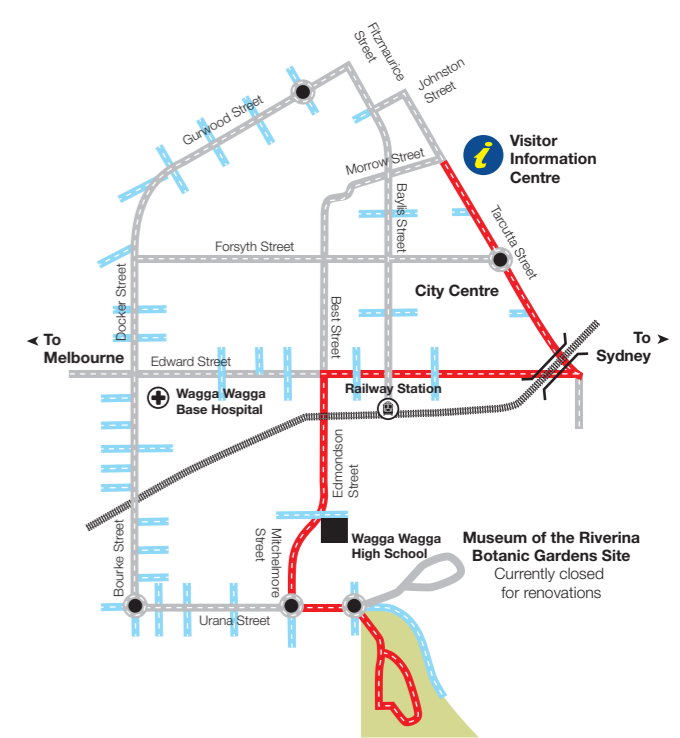 Fitzmaurice
Street
Johnston
Street
Gurwood Street
i
Visitor
Information
Centre
Morrow Street
Baylis Street
Tarcutta Street
Forsyth Street
Docker Street
City Centre
Best Street
◄ To
Melbourne
To ►
Sydney
Edward Street
Railway Station
Wagga Wagga
Base Hospital
Edmondson
Street
Mitchelmore
Street
Wagga Wagga
High School
Museum of the Riverina
Botanic Gardens Site
Currently closed
for renovations
Bourke Street
Urana Street